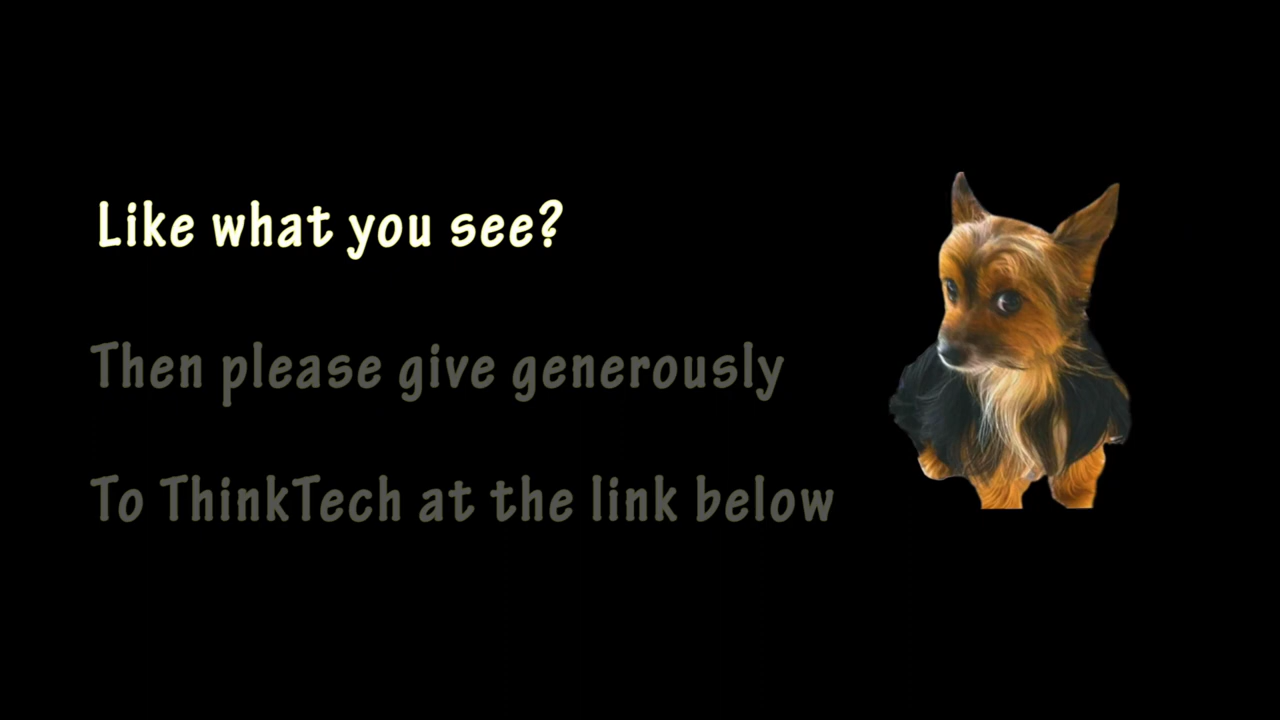 Like what you see?
Then please give generously
To ThinkTech at the link below